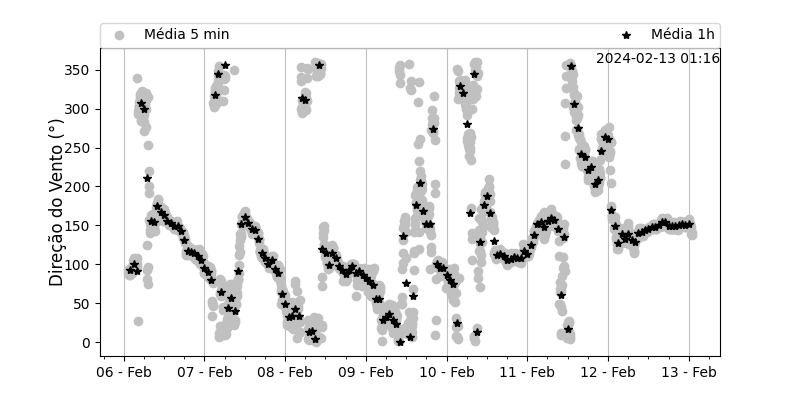 Média 5 min
Média 1h
2024-02-13 01:16
Direção do Vento (°)
350
300
250
200
150
100
50
0
06 - Feb
07 - Feb
08 - Feb
09 - Feb
10 - Feb
11 - Feb
12 - Feb
13 - Feb